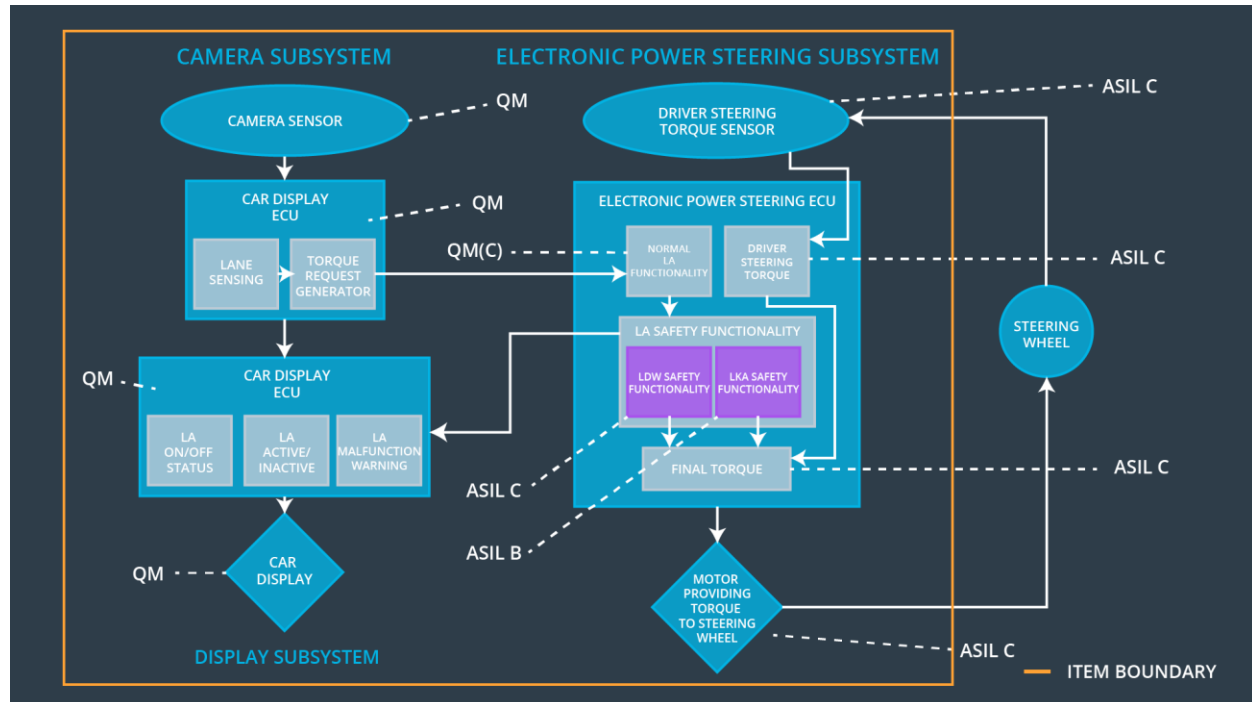 CAMERA SUBSYSTEM
ELECTRONIC POWER STEERING SUBSYSTEM
CAMERA SENSOR
QM
DRIVER STEERING
TORQUE SENSOR
ASIL C
CAR DISPLAY
ECU
QM
LANE
SENSING
TORQUE
REQUEST
GENERATOR
QM(C)
ELECTRONIC POWER STEERING ECU
NORMAL
LA
FUNCTIONALITY
DRIVER
STEERING
TORQUE
ASIL C
STEERING
WHEEL
LA SAFETY FUNCTIONALITY
LDW SAFETY
FUNCTIONALITY
LKA SAFETY
FUNCTIONALITY
QM
CAR DISPLAY
ECU
LA
ON/OFF
STATUS
LA
ACTIVE/
INACTIVE
LA
MALFUNCTION
WARNING
FINAL TORQUE
ASIL C
ASIL C
ASIL B
QM
CAR
DISPLAY
MOTOR
PROVIDING
TORQUE
TO STEERING
WHEEL
ASIL C
DISPLAY SUBSYSTEM
ITEM BOUNDARY